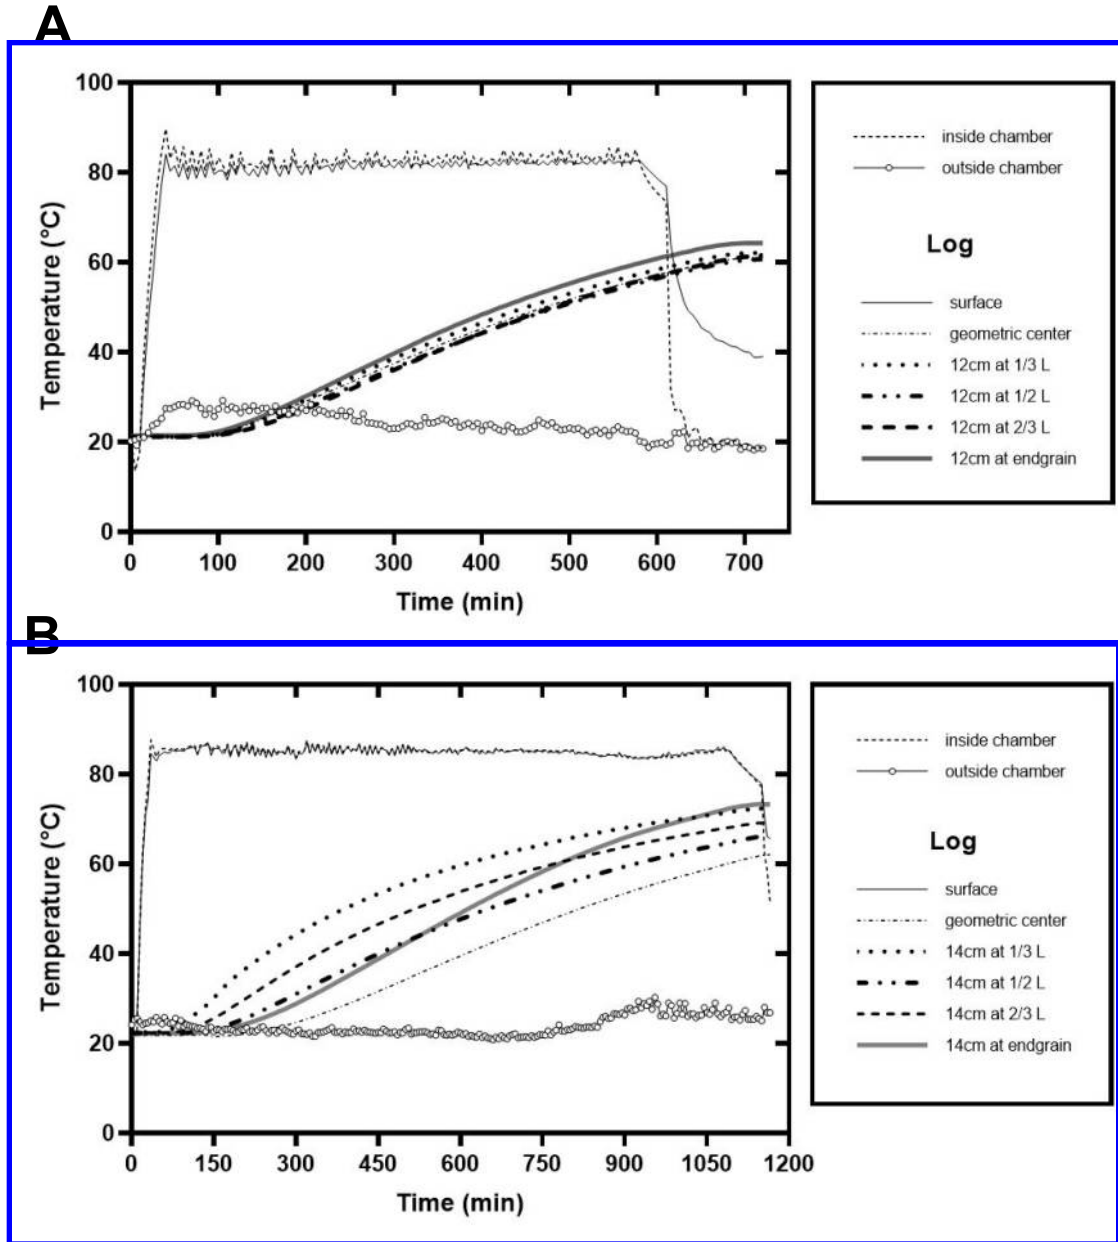 A
100
80
60
40
20
0
Temperature (°C)
0 100 200 300 400 500 600 700
Time (min)
inside chamber
outside chamber
Log
surface
geometric center
12cm at 1/3 L
12cm at 1/2 L
12cm at 2/3 L
12cm at endgrain
B
100
80
60
40
20
0
Temperature (°C)
0 150 300 450 600 750 900 1050 1200
Time (min)
inside chamber
outside chamber
Log
surface
geometric center
14cm at 1/3 L
14cm at 1/2 L
14cm at 2/3 L
14cm at endgrain